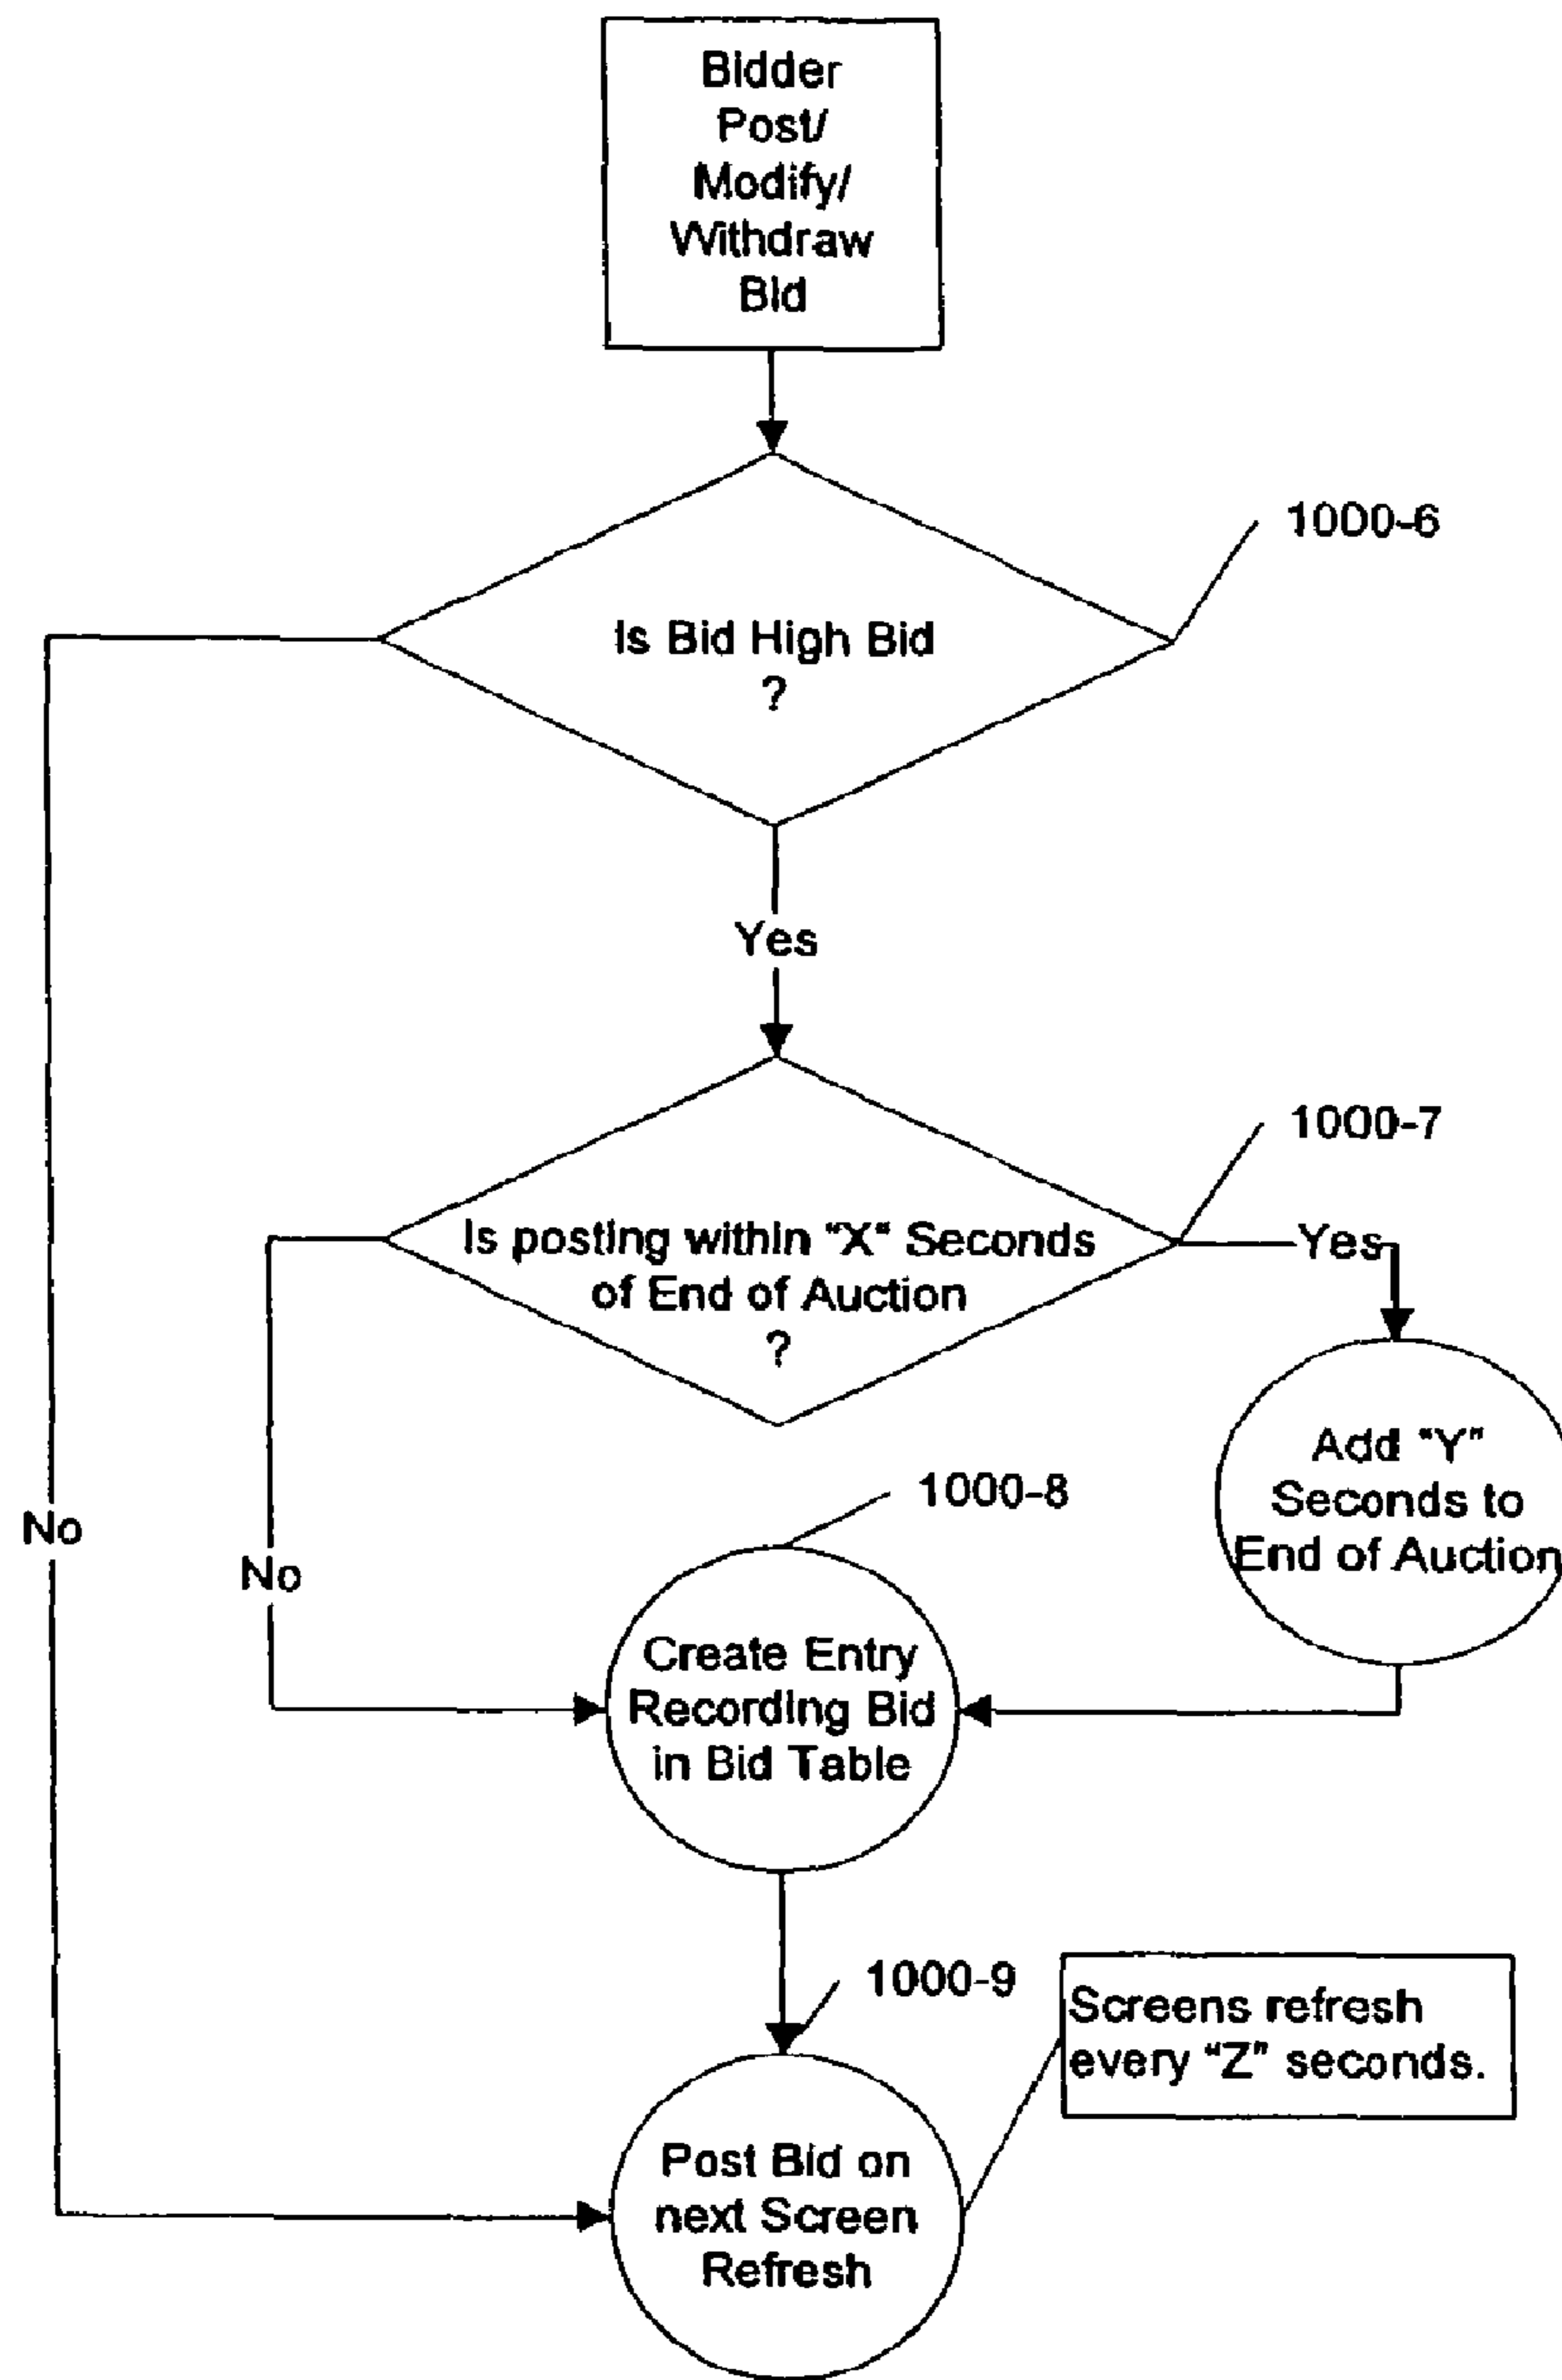 Bidder
Post/
Modify/
Withdraw
Bid
1000-6
Is Bid High Bid
?
Yes
1000-7
Is posting within "X" Seconds
of End of Auction
?
Yes
Add "Y"
Seconds to
End of Auction
1000-8
No
No
Create Entry
Recording Bid
in Bid Table
1000-9
Screens refresh
every "Z" seconds.
Post Bid on
next Screen
Refresh